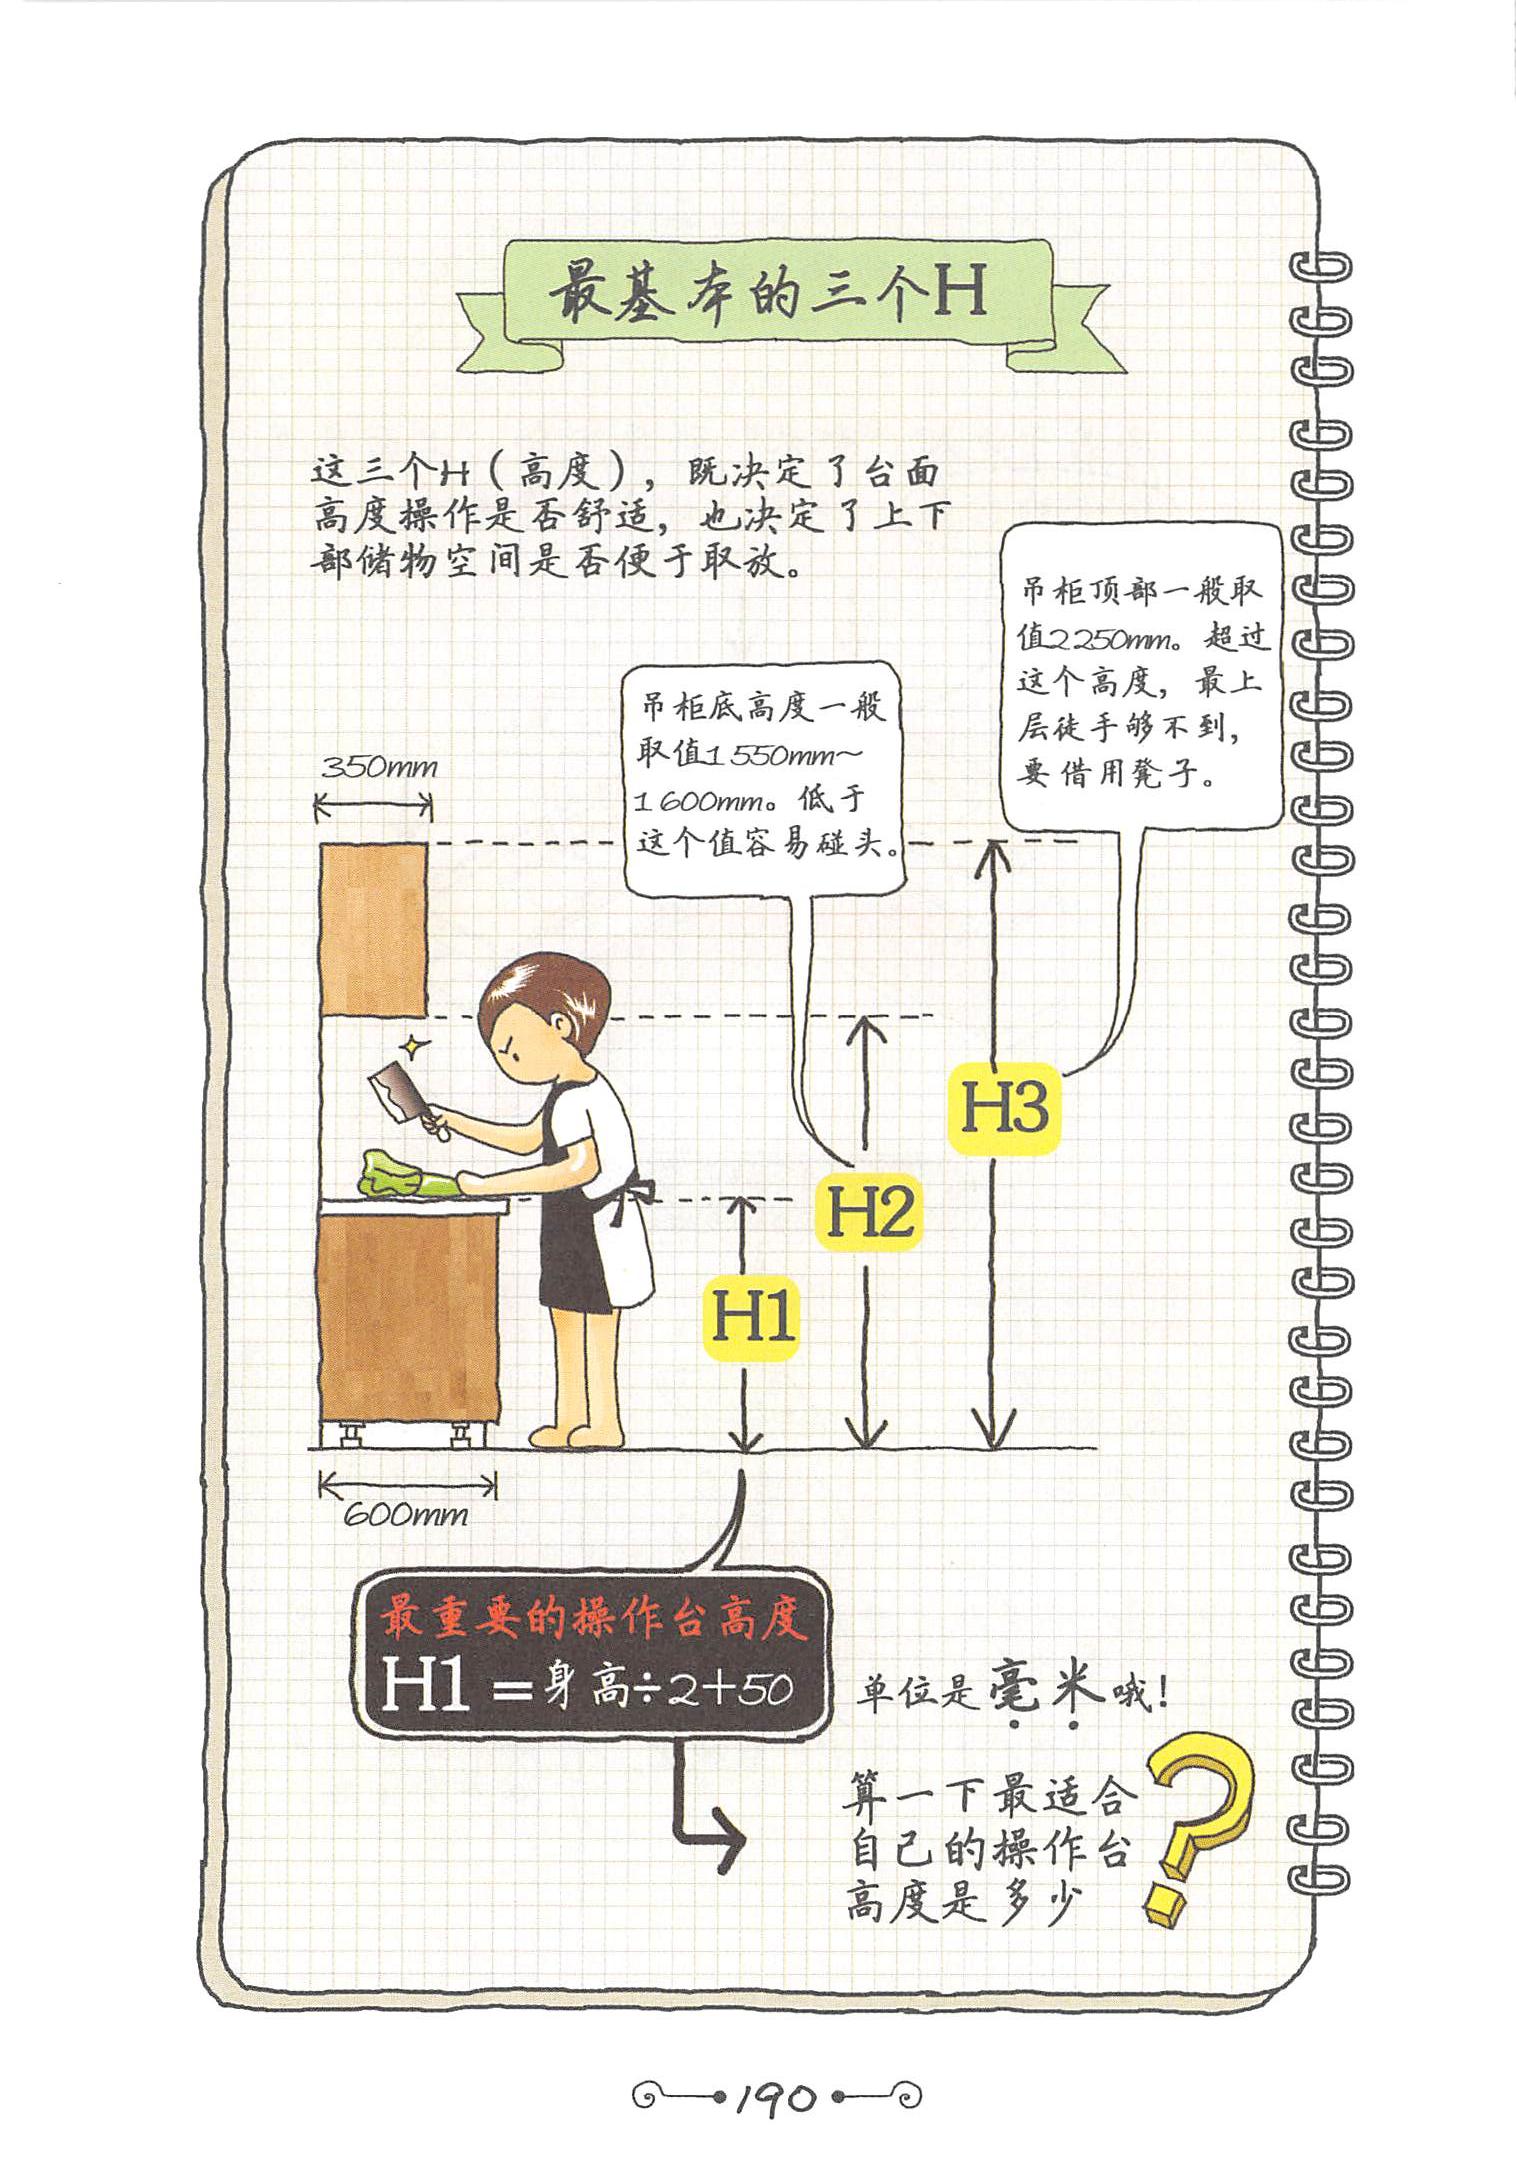 最基本的三个H
这三个H（高度），既决定了台面
高度操作是否舒适，也决定了上下
部储物空间是否便于取放。
吊柜顶部一般取
值2250mm。超过
这个高度，最上
层徒手够不到，
要借用凳子。
吊柜底高度一般
取值1550mm~
1600mm。低于
这个值容易碰头。
350mm
H3
H2
H1
600mm
最重要的操作台高度
H1=身高÷2+50
单位是毫米哦！
算一下最适合
自己的操作台
高度是多少
190